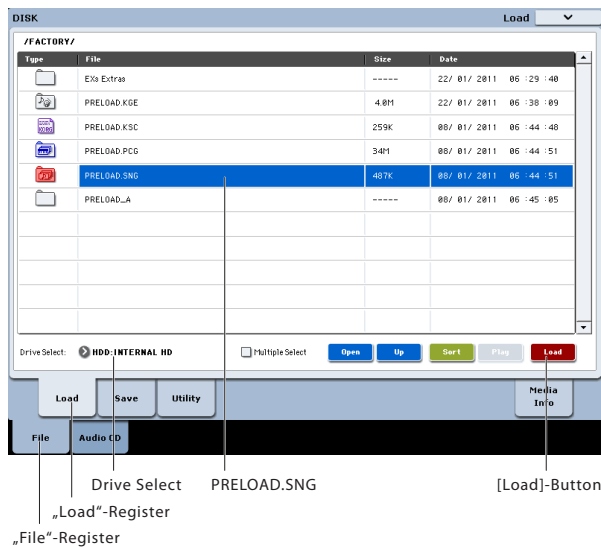 DISK Load
/FACTORY/
Type File Size Date
EXs Extras ----- 22/ 01/ 2011 06 :29 :40
PRELOAD.KGE 4.0M 22/ 01/ 2011 06 :38 :09
KORG PRELOAD.KSC 259K 08/ 01/ 2011 06 :44 :48
PRELOAD.PCG 34M 08/ 01/ 2011 06 :44 :51
PRELOAD.SNG 487K 08/ 01/ 2011 06 :44 :51
PRELOAD_A ----- 08/ 01/ 2011 06 :45 :05
Drive Select: HDD:INTERNAL HD Multiple Select Open Up Sort Play Load
Load Save Utility Media Info
File Audio CD
Drive Select PRELOAD.SNG [Load]-Button
„Load“-Register
„File“-Register